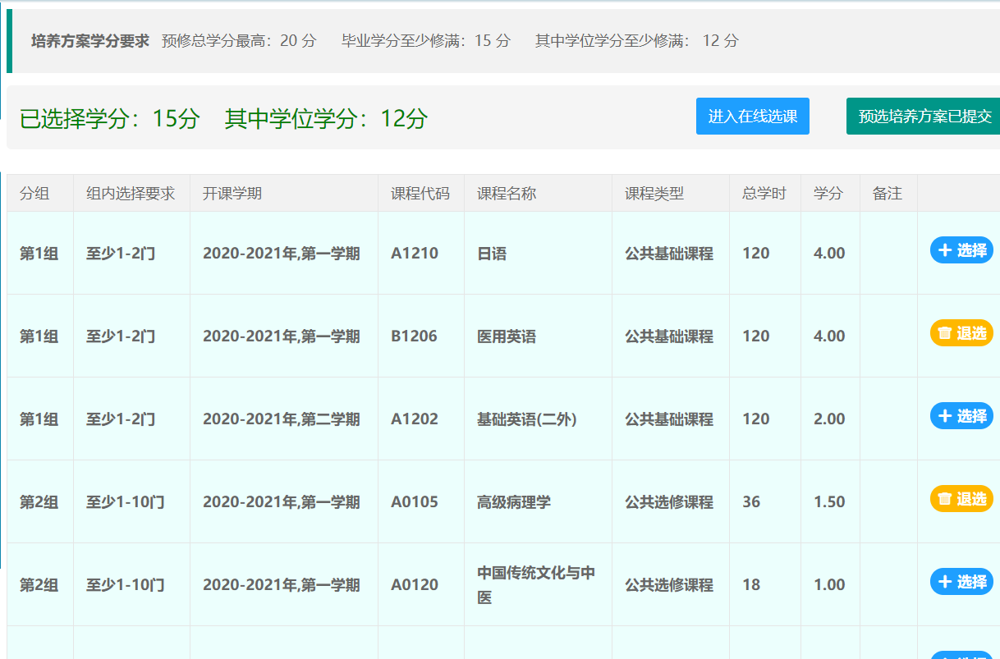 培养方案学分要求 预修总学分最高：20 分 毕业学分至少修满：15 分 其中学位学分至少修满： 12 分
已选择学分：15分 其中学位学分：12分 进入在线选课 预选培养方案已提交
分组 组内选择要求 开课学期 课程代码 课程名称 课程类型 总学时 学分 备注
第1组 至少1-2门 2020-2021年,第一学期 A1210 日语 公共基础课程 120 4.00 选择
第1组 至少1-2门 2020-2021年,第一学期 B1206 医用英语 公共基础课程 120 4.00 退选
第1组 至少1-2门 2020-2021年,第二学期 A1202 基础英语(二外) 公共基础课程 120 2.00 选择
第2组 至少1-10门 2020-2021年,第一学期 A0105 高级病理学 公共选修课程 36 1.50 退选
第2组 至少1-10门 2020-2021年,第一学期 A0120 中国传统文化与中 公共选修课程 18 1.00 选择
医